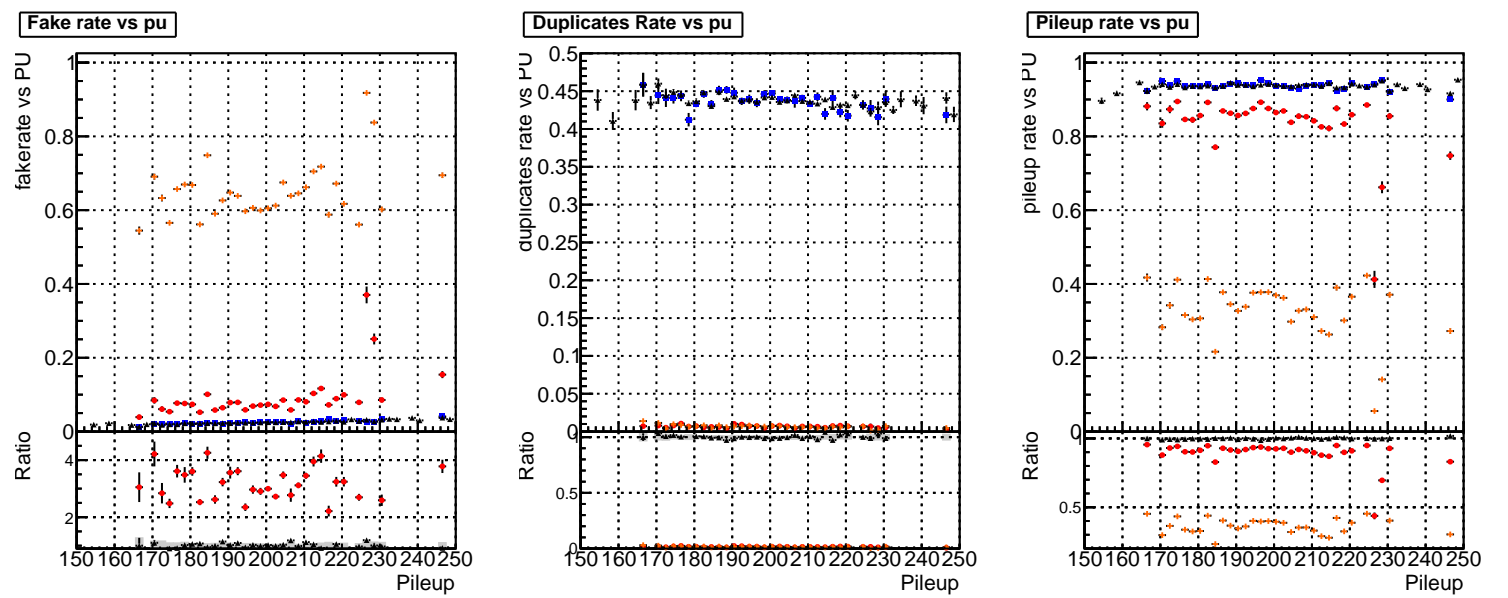 Fake rate vs pu
fakerate vs PU
1
0.8
0.6
0.4
0.2
0
Ratio
4
2
150 160 170 180 190 200 210 220 230 240 250
Pileup
Duplicates Rate vs pu
duplicates rate vs PU
0.5
0.45
0.4
0.35
0.3
0.25
0.2
0.15
0.1
0.05
0
Ratio
0.5
0
150 160 170 180 190 200 210 220 230 240 250
Pileup
Pileup rate vs pu
pileup rate vs PU
1
0.8
0.6
0.4
0.2
0
Ratio
0.5
150 160 170 180 190 200 210 220 230 240 250
Pileup